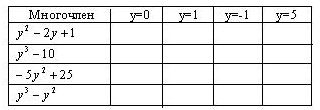 Многочлен y=0 y=1 y=-1 y=5
y² − 2y + 1
y³ − 10
− 5y² + 25
y³ − y²